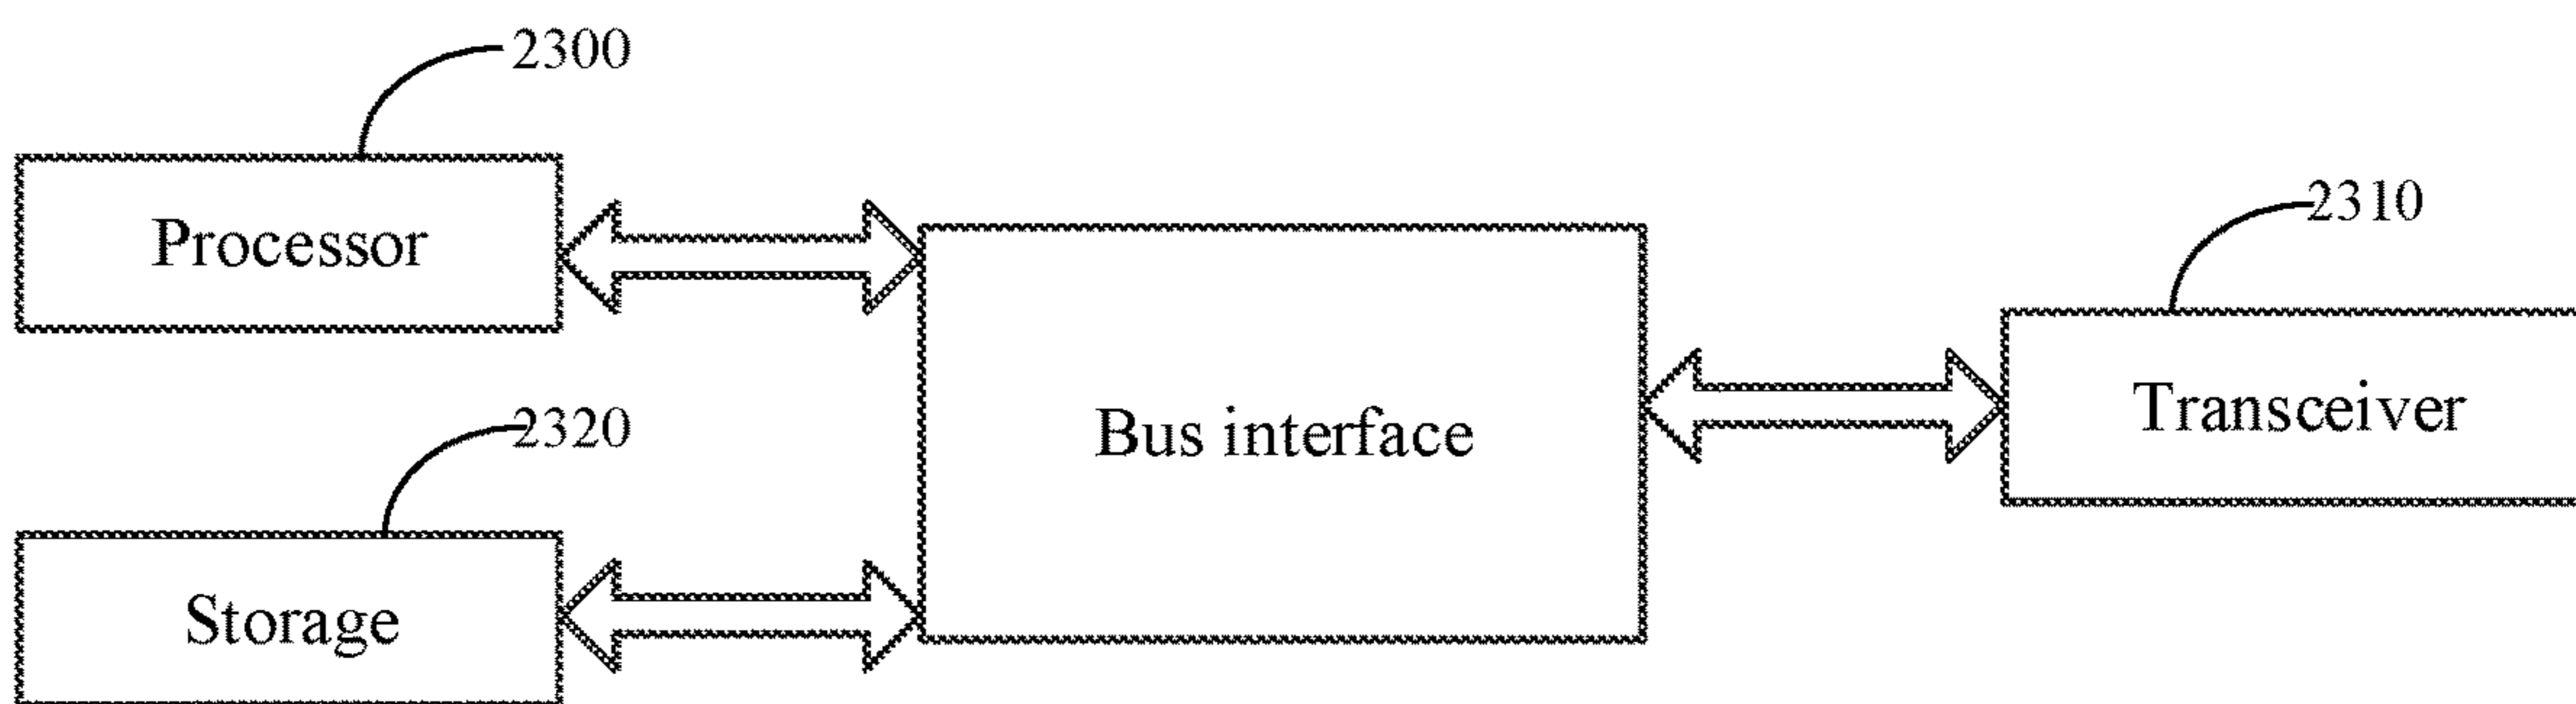 2300
Processor
2310
Transceiver
Bus interface
2320
Storage